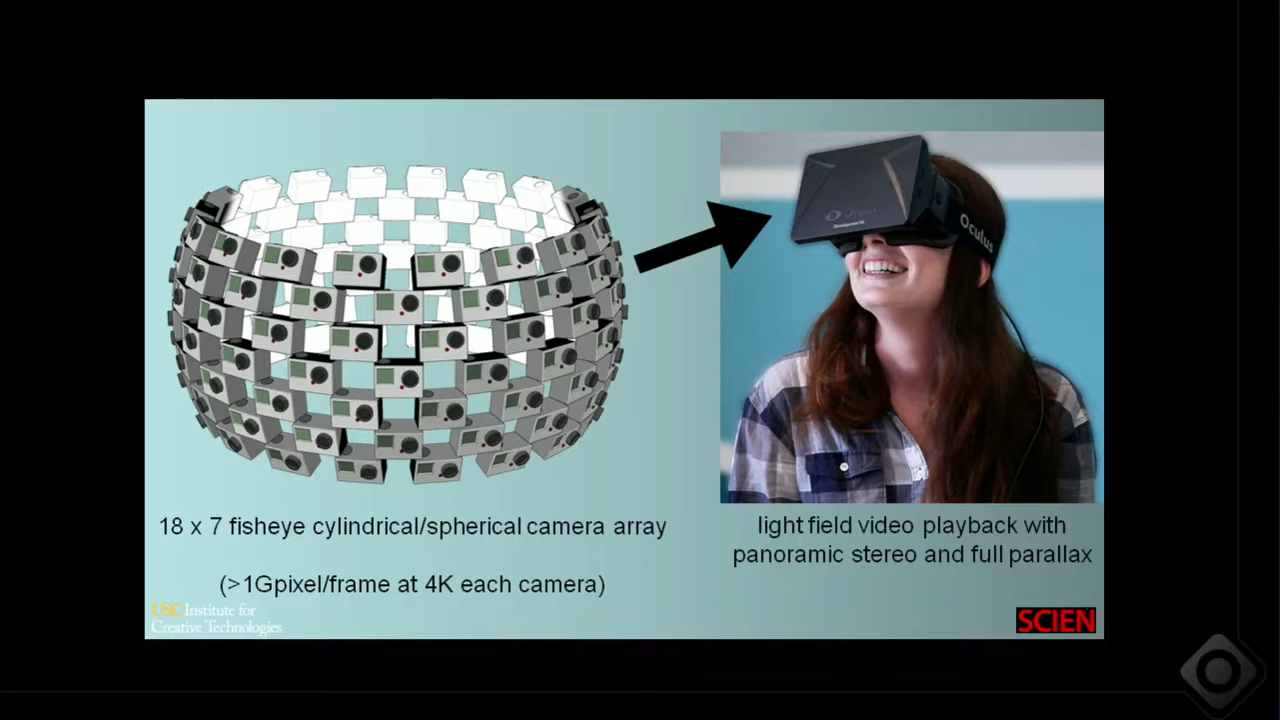 Oculus
18 x 7 fisheye cylindrical/spherical camera array
(>1Gpixel/frame at 4K each camera)
light field video playback with
panoramic stereo and full parallax
USC Institute for
Creative Technologies
SCIEN